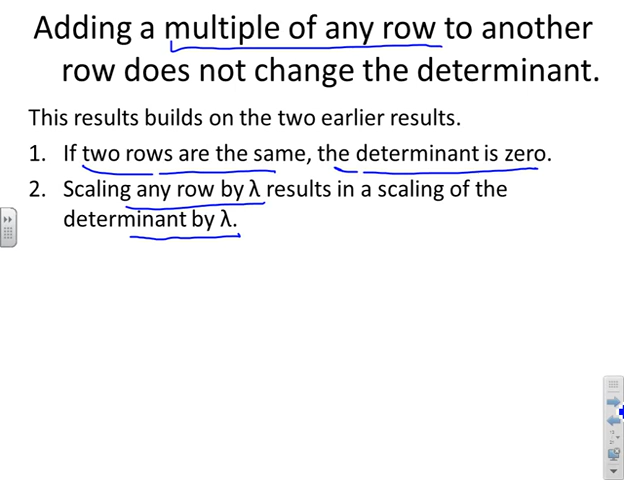 Adding a multiple of any row to another
row does not change the determinant.
This results builds on the two earlier results.
1. If two rows are the same, the determinant is zero.
2. Scaling any row by λ results in a scaling of the
determinant by λ.